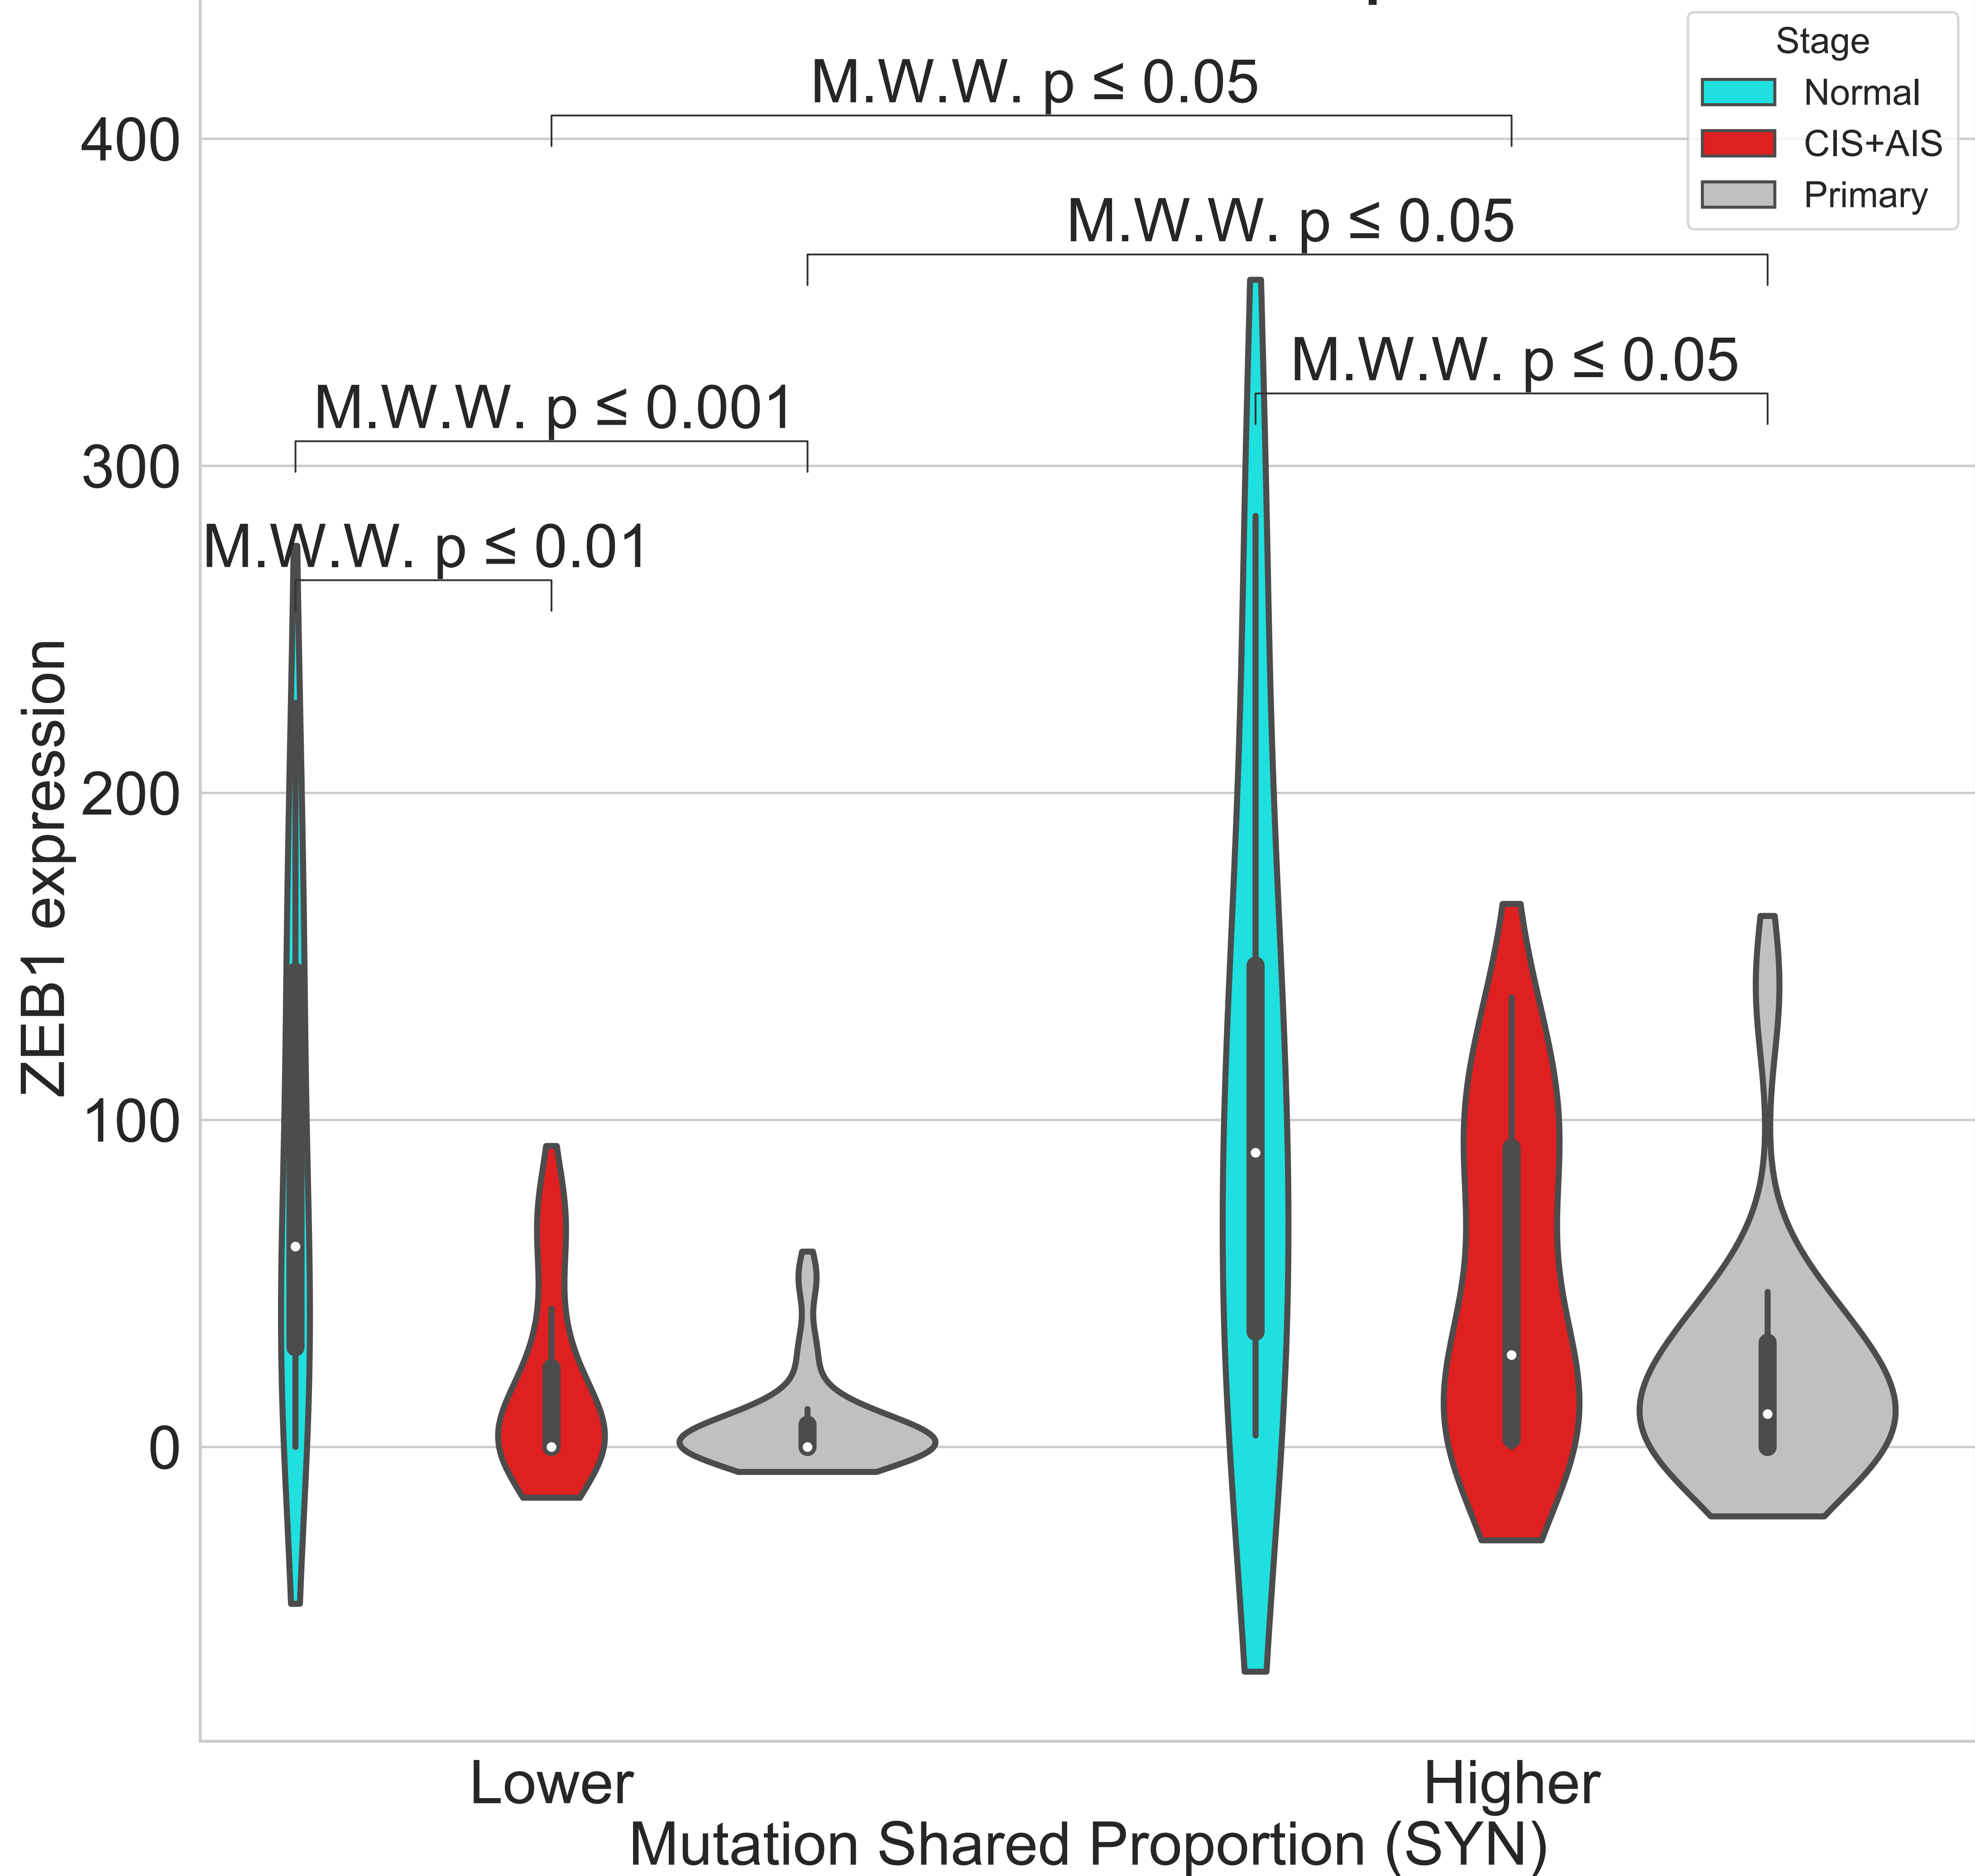 Stage
Normal
CIS+AIS
Primary
M.W.W. p ≤ 0.05
M.W.W. p ≤ 0.05
M.W.W. p ≤ 0.05
M.W.W. p ≤ 0.001
M.W.W. p ≤ 0.01
400
300
200
100
0
ZEB1 expression
Lower
Higher
Mutation Shared Proportion (SYN)